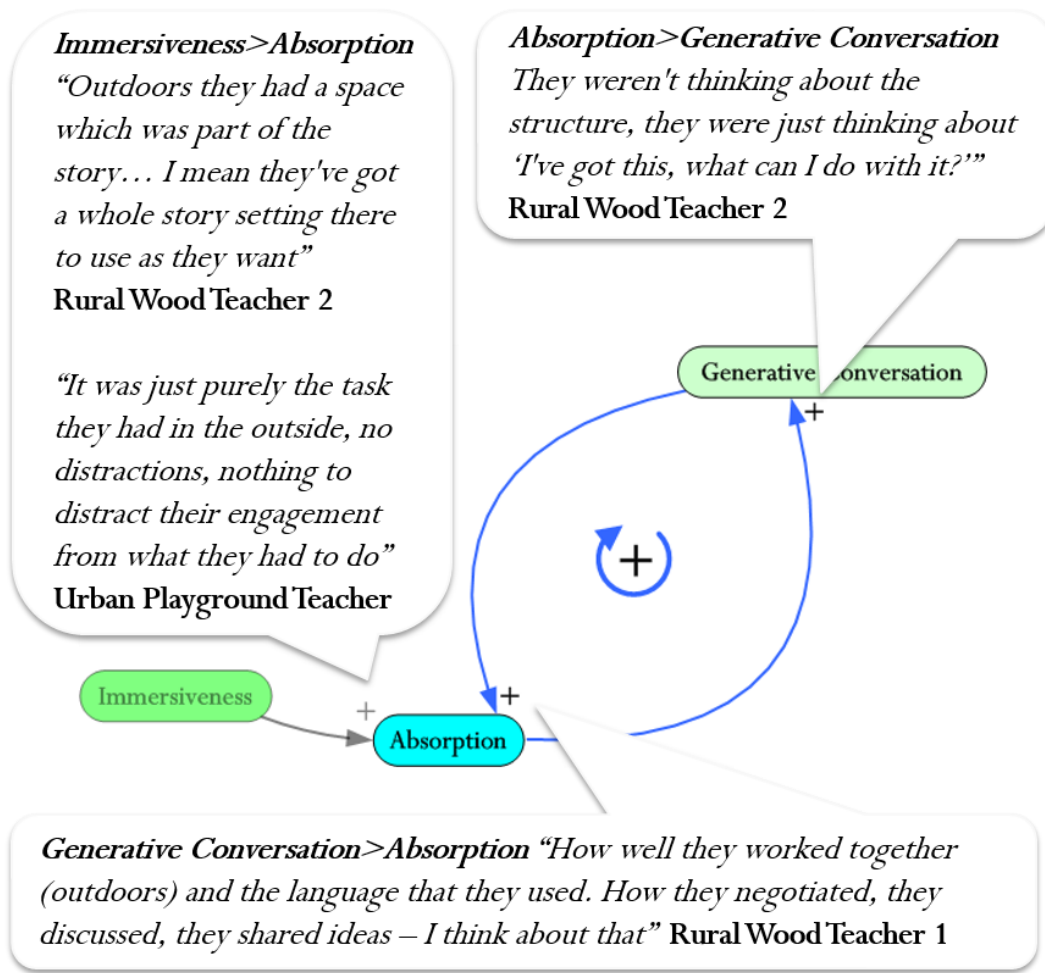 Immersiveness>Absorption
“Outdoors they had a space
which was part of the
story… I mean they've got
a whole story setting there
to use as they want”
Rural Wood Teacher 2
“It was just purely the task
they had in the outside, no
distractions, nothing to
distract their engagement
from what they had to do”
Urban Playground Teacher
Absorption>Generative Conversation
They weren't thinking about the
structure, they were just thinking about
‘I've got this, what can I do with it?’”
Rural Wood Teacher 2
Generative Conversation
+
+
Immersiveness
+
+
Absorption
Generative Conversation>Absorption “How well they worked together
(outdoors) and the language that they used. How they negotiated, they
discussed, they shared ideas – I think about that” Rural Wood Teacher 1